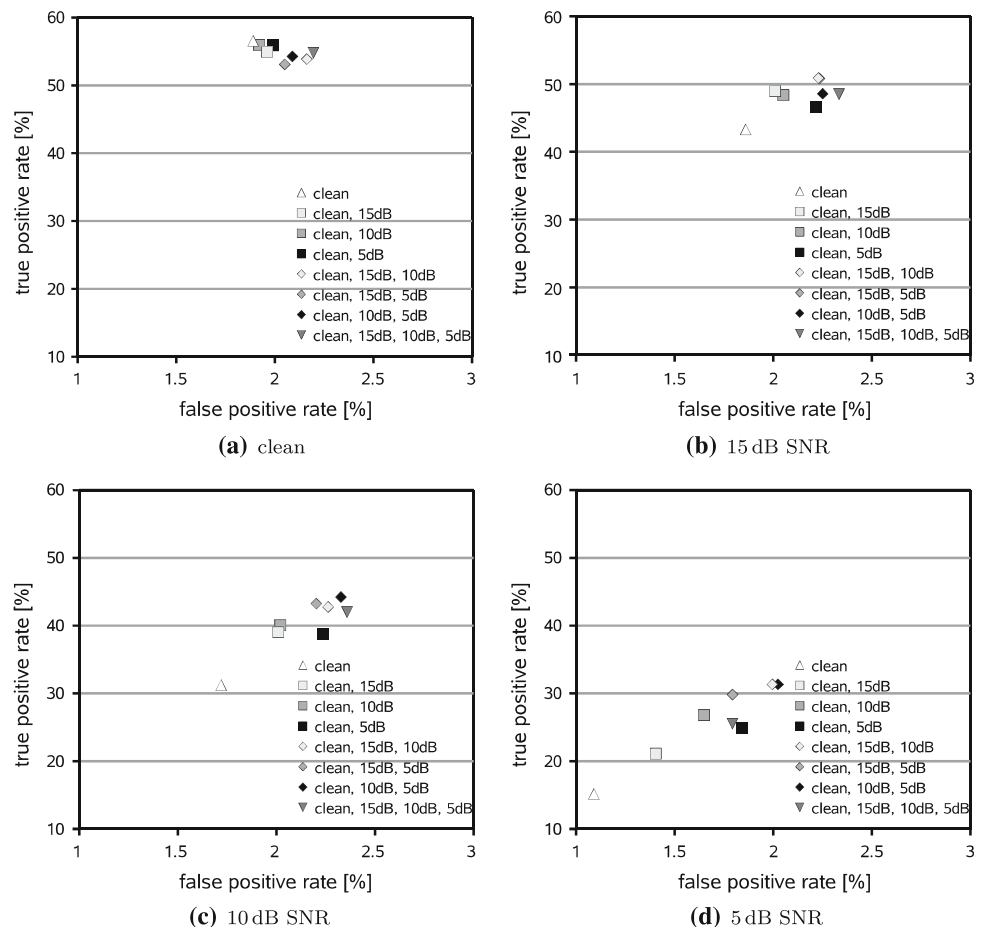 60
50
40
30
20
10
true positive rate [%]
clean
clean, 15dB
clean, 10dB
clean, 5dB
clean, 15dB, 10dB
clean, 15dB, 5dB
clean, 10dB, 5dB
clean, 15dB, 10dB, 5dB
1 1.5 2 2.5 3
false positive rate [%]
(a) clean
60
50
40
30
20
10
true positive rate [%]
clean
clean, 15dB
clean, 10dB
clean, 5dB
clean, 15dB, 10dB
clean, 15dB, 5dB
clean, 10dB, 5dB
clean, 15dB, 10dB, 5dB
1 1.5 2 2.5 3
false positive rate [%]
(b) 15 dB SNR
60
50
40
30
20
10
true positive rate [%]
clean
clean, 15dB
clean, 10dB
clean, 5dB
clean, 15dB, 10dB
clean, 15dB, 5dB
clean, 10dB, 5dB
clean, 15dB, 10dB, 5dB
1 1.5 2 2.5 3
false positive rate [%]
(c) 10 dB SNR
60
50
40
30
20
10
true positive rate [%]
clean
clean, 15dB
clean, 10dB
clean, 5dB
clean, 15dB, 10dB
clean, 15dB, 5dB
clean, 10dB, 5dB
clean, 15dB, 10dB, 5dB
1 1.5 2 2.5 3
false positive rate [%]
(d) 5 dB SNR